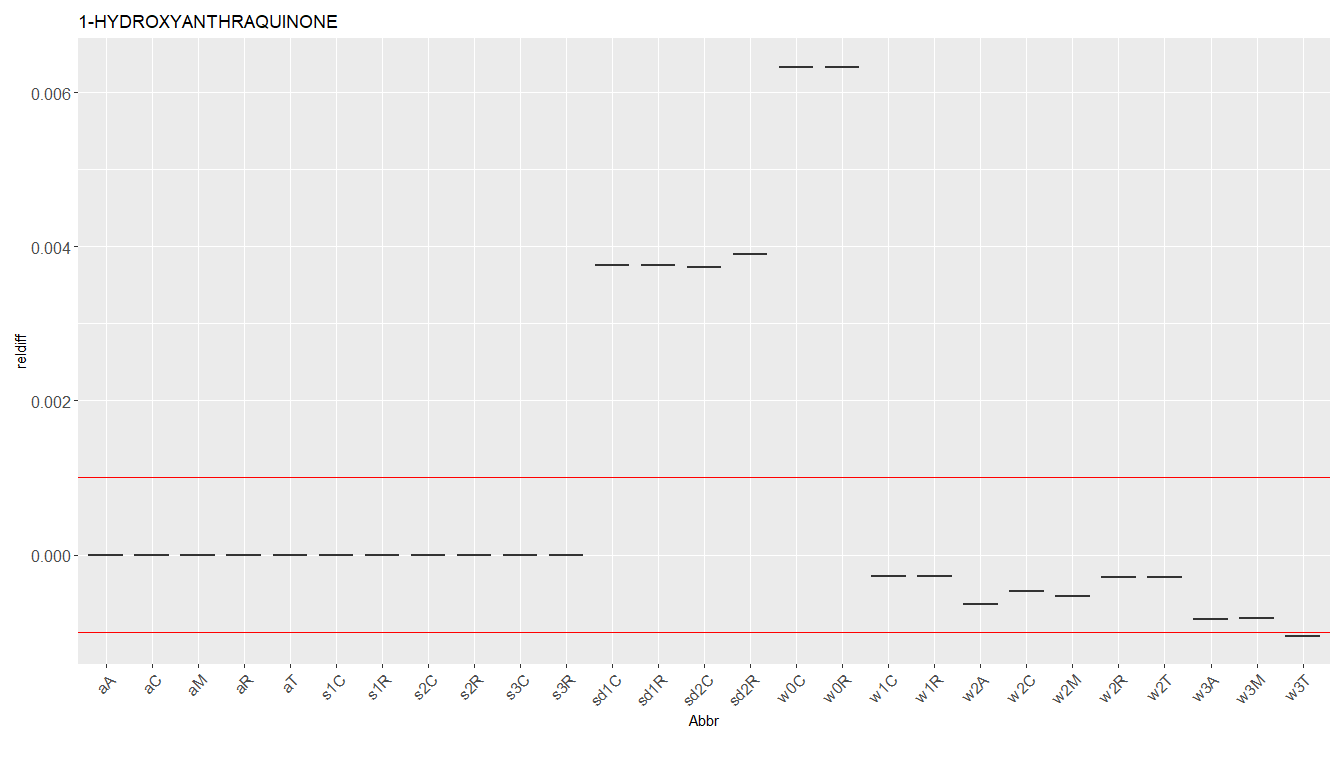 1-HYDROXYANTHRAQUINONE
0.006
0.004
0.002
0.000
reldiff
aA aC aM aR aT s1C s1R s2C s2R s3C s3R sd1C sd1R sd2C sd2R w0C w0R w1C w1R w2A w2C w2M w2R w2T w3A w3M w3T
Abbr